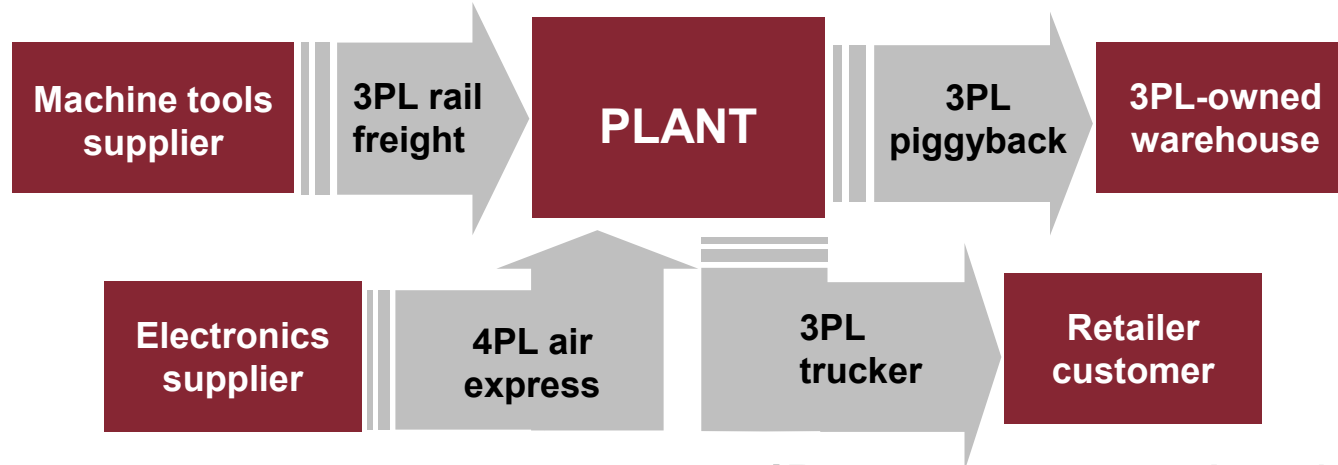 Machine tools
supplier
3PL rail
freight
PLANT
3PL
piggyback
3PL-owned
warehouse
Electronics
supplier
4PL air
express
3PL
trucker
Retailer
customer